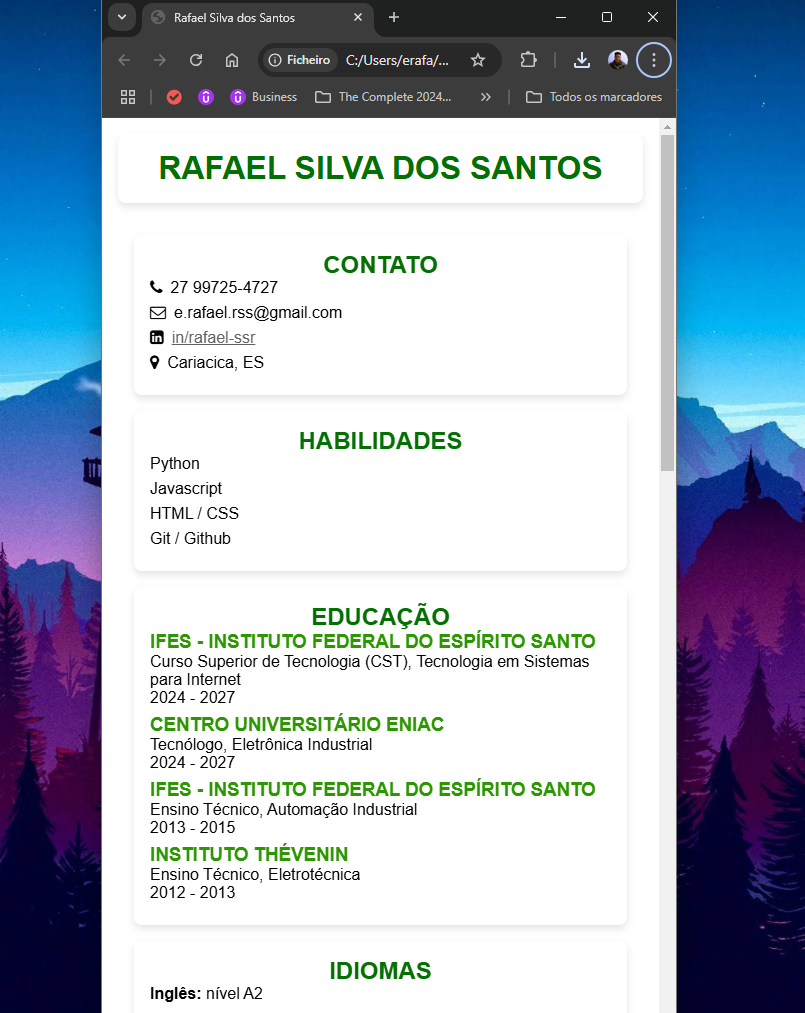 Rafael Silva dos Santos
Ficheiro C:/Users/erafa/...
Business The Complete 2024... Todos os marcadores
RAFAEL SILVA DOS SANTOS
CONTATO
27 99725-4727
e.rafael.rss@gmail.com
in/rafael-ssr
Cariacica, ES
HABILIDADES
Python
Javascript
HTML / CSS
Git / Github
EDUCAÇÃO
IFES - INSTITUTO FEDERAL DO ESPÍRITO SANTO
Curso Superior de Tecnologia (CST), Tecnologia em Sistemas
para Internet
2024 - 2027
CENTRO UNIVERSITÁRIO ENIAC
Tecnólogo, Eletrônica Industrial
2024 - 2027
IFES - INSTITUTO FEDERAL DO ESPÍRITO SANTO
Ensino Técnico, Automação Industrial
2013 - 2015
INSTITUTO THÉVENIN
Ensino Técnico, Eletrotécnica
2012 - 2013
IDIOMAS
Inglês: nível A2